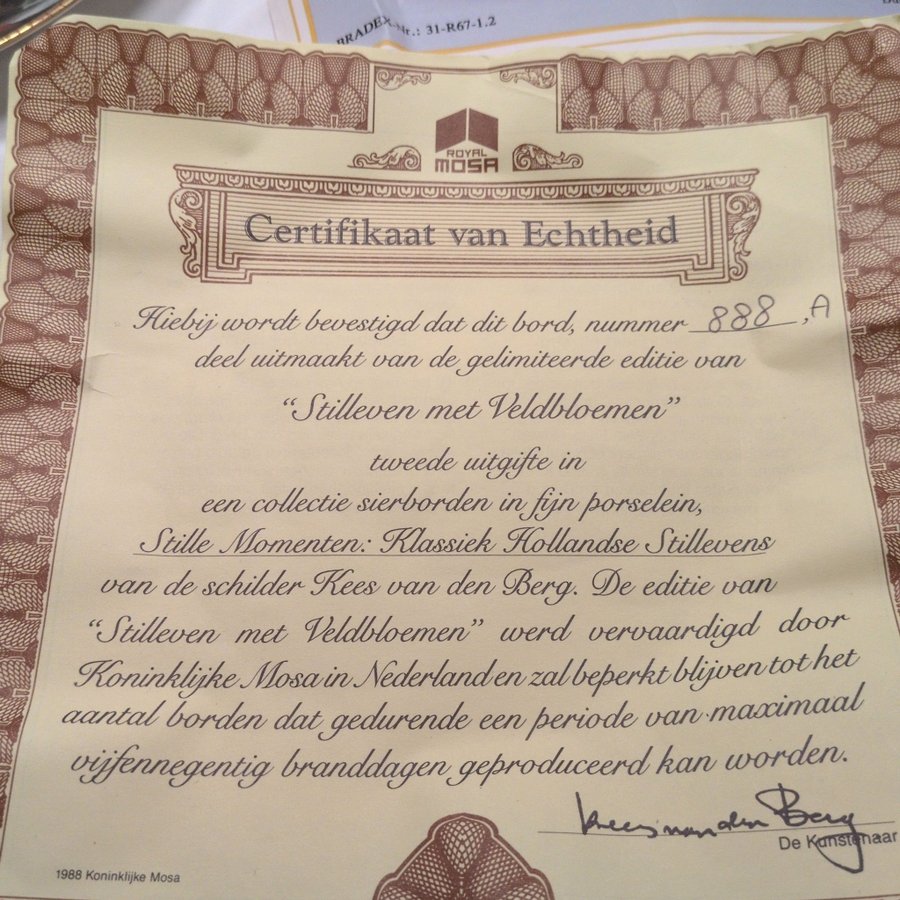 BRADEX-Nr.: 31-R67-1.2
ROYAL
MOSA
Certifikaat van Echtheid
Hiebij wordt bevestigd dat dit bord, nummer 888, A
deel uitmaakt van de gelimiteerde editie van
“Stilleven met Veldbloemen”
tweede uitgifte in
een collectie sierborden in fijn porselein,
Stille Momenten: Klassiek Hollandse Stillevens
van de schilder Kees van den Berg. De editie van
“Stilleven met Veldbloemen” werd vervaardigd door
Koninklijke Mosa in Nederland en zal beperkt blijven tot het
aantal borden dat gedurende een periode van maximaal
vijfennegentig branddagen geproduceerd kan worden.
Kees van den Berg
De Kunstenaar
1988 Koninklijke Mosa